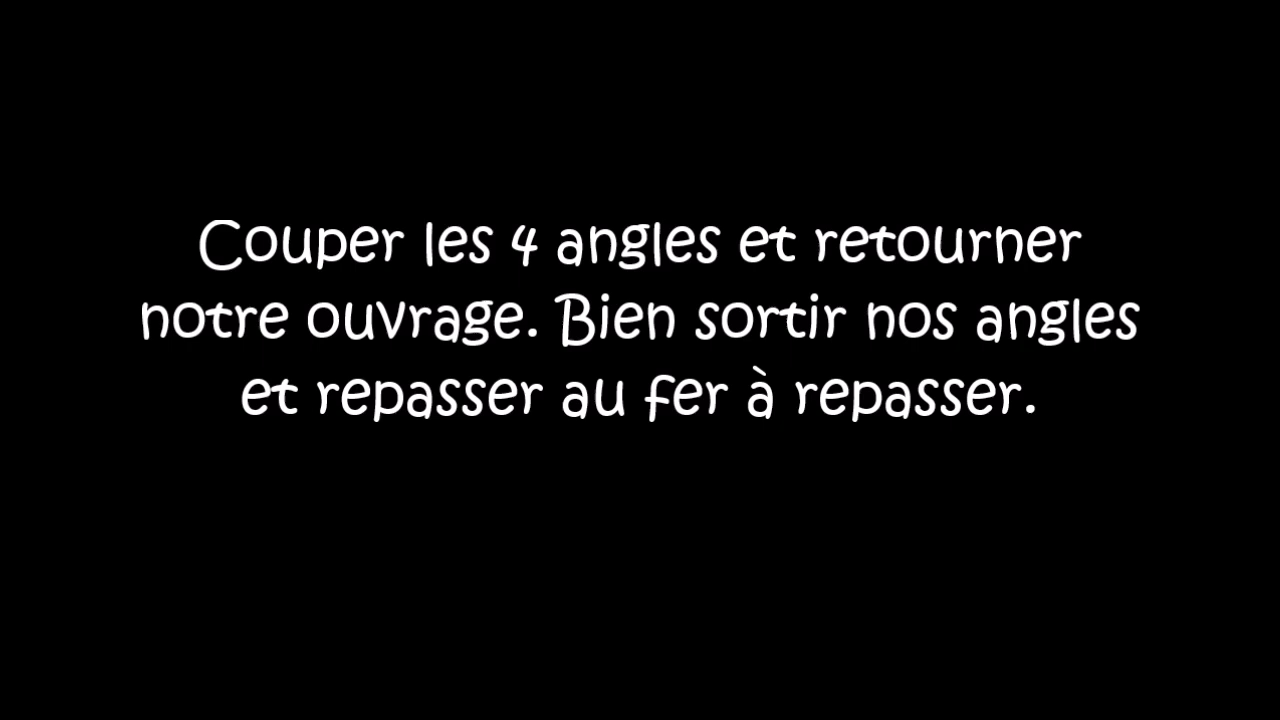 Couper les 4 angles et retourner
notre ouvrage. Bien sortir nos angles
et repasser au fer à repasser.